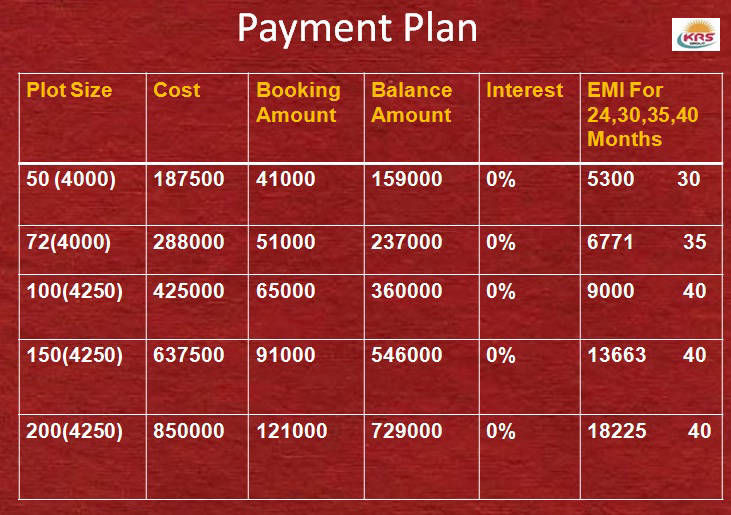 Payment Plan
KRS
GROUP
Plot Size Cost Booking Amount Balance Amount Interest EMI For 24,30,35,40 Months
50 (4000) 187500 41000 159000 0% 5300 30
72(4000) 288000 51000 237000 0% 6771 35
100(4250) 425000 65000 360000 0% 9000 40
150(4250) 637500 91000 546000 0% 13663 40
200(4250) 850000 121000 729000 0% 18225 40